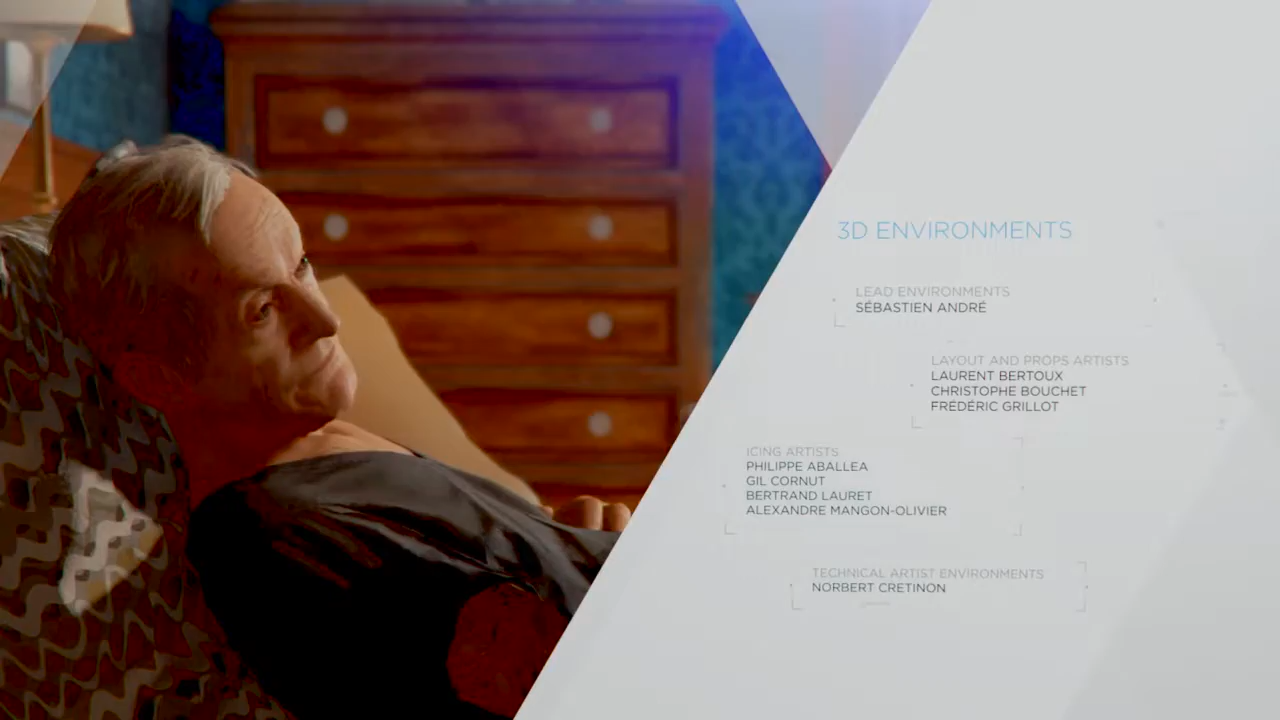 3D ENVIRONMENTS
LEAD ENVIRONMENTS
SÉBASTIEN ANDRÉ
LAYOUT AND PROPS ARTISTS
LAURENT BERTOUX
CHRISTOPHE BOUCHET
FRÉDÉRIC GRILLOT
ICING ARTISTS
PHILIPPE ABALLEA
GIL CORNUT
BERTRAND LAURET
ALEXANDRE MANGON-OLIVIER
TECHNICAL ARTIST ENVIRONMENTS
NORBERT CRETINON